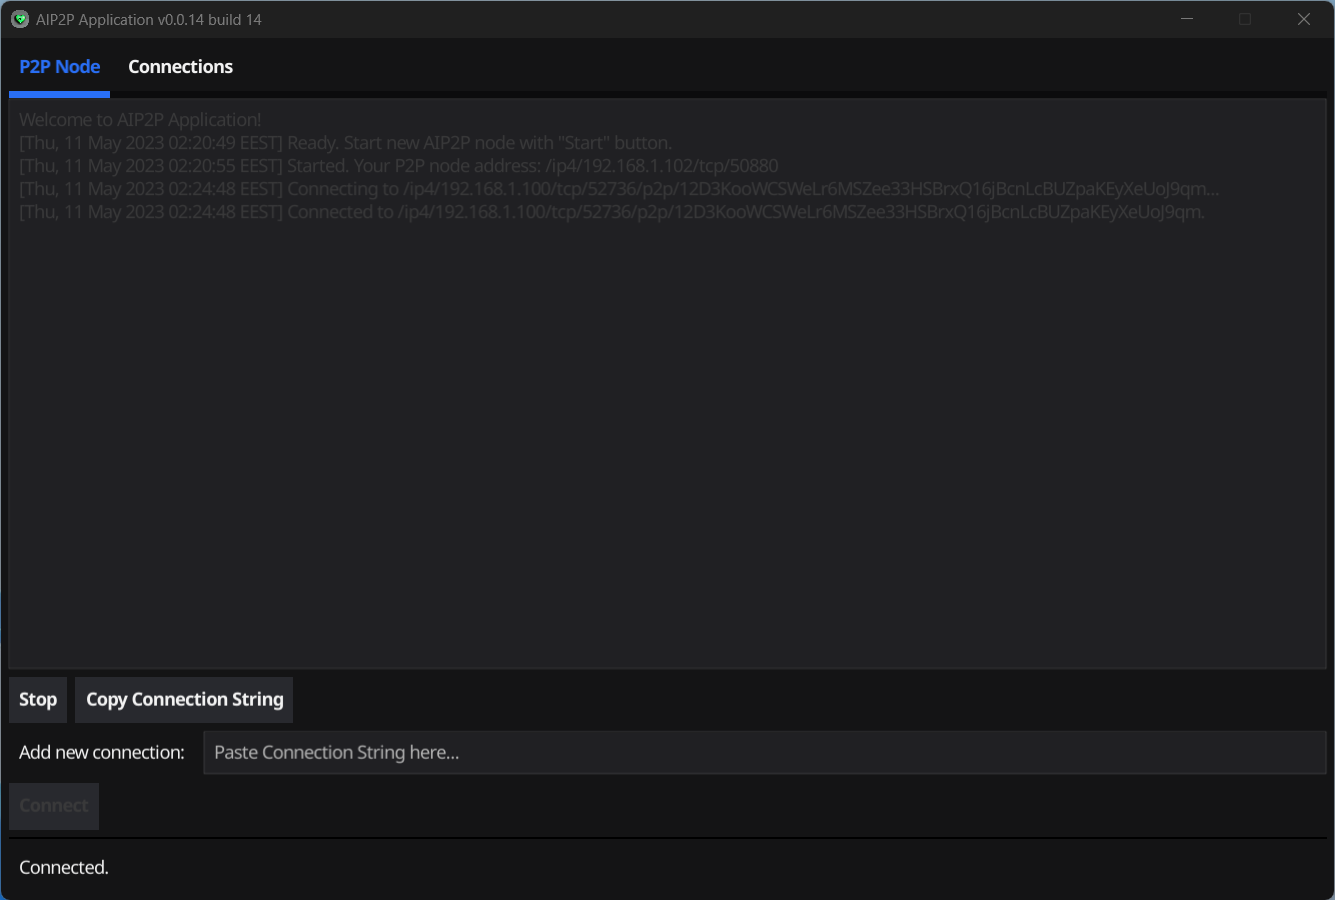 AIP2P Application v0.0.14 build 14
P2P Node Connections
Welcome to AIP2P Application!
[Thu, 11 May 2023 02:20:49 EEST] Ready. Start new AIP2P node with "Start" button.
[Thu, 11 May 2023 02:20:55 EEST] Started. Your P2P node address: /ip4/192.168.1.102/tcp/50880
[Thu, 11 May 2023 02:24:48 EEST] Connecting to /ip4/192.168.1.100/tcp/52736/p2p/12D3KooWCSWeLr6MSZee33HSBrxQ16jBcnLcBUZpaKEyXeUoJ9qm...
[Thu, 11 May 2023 02:24:48 EEST] Connected to /ip4/192.168.1.100/tcp/52736/p2p/12D3KooWCSWeLr6MSZee33HSBrxQ16jBcnLcBUZpaKEyXeUoJ9qm.
Stop Copy Connection String
Add new connection: Paste Connection String here...
Connect
Connected.